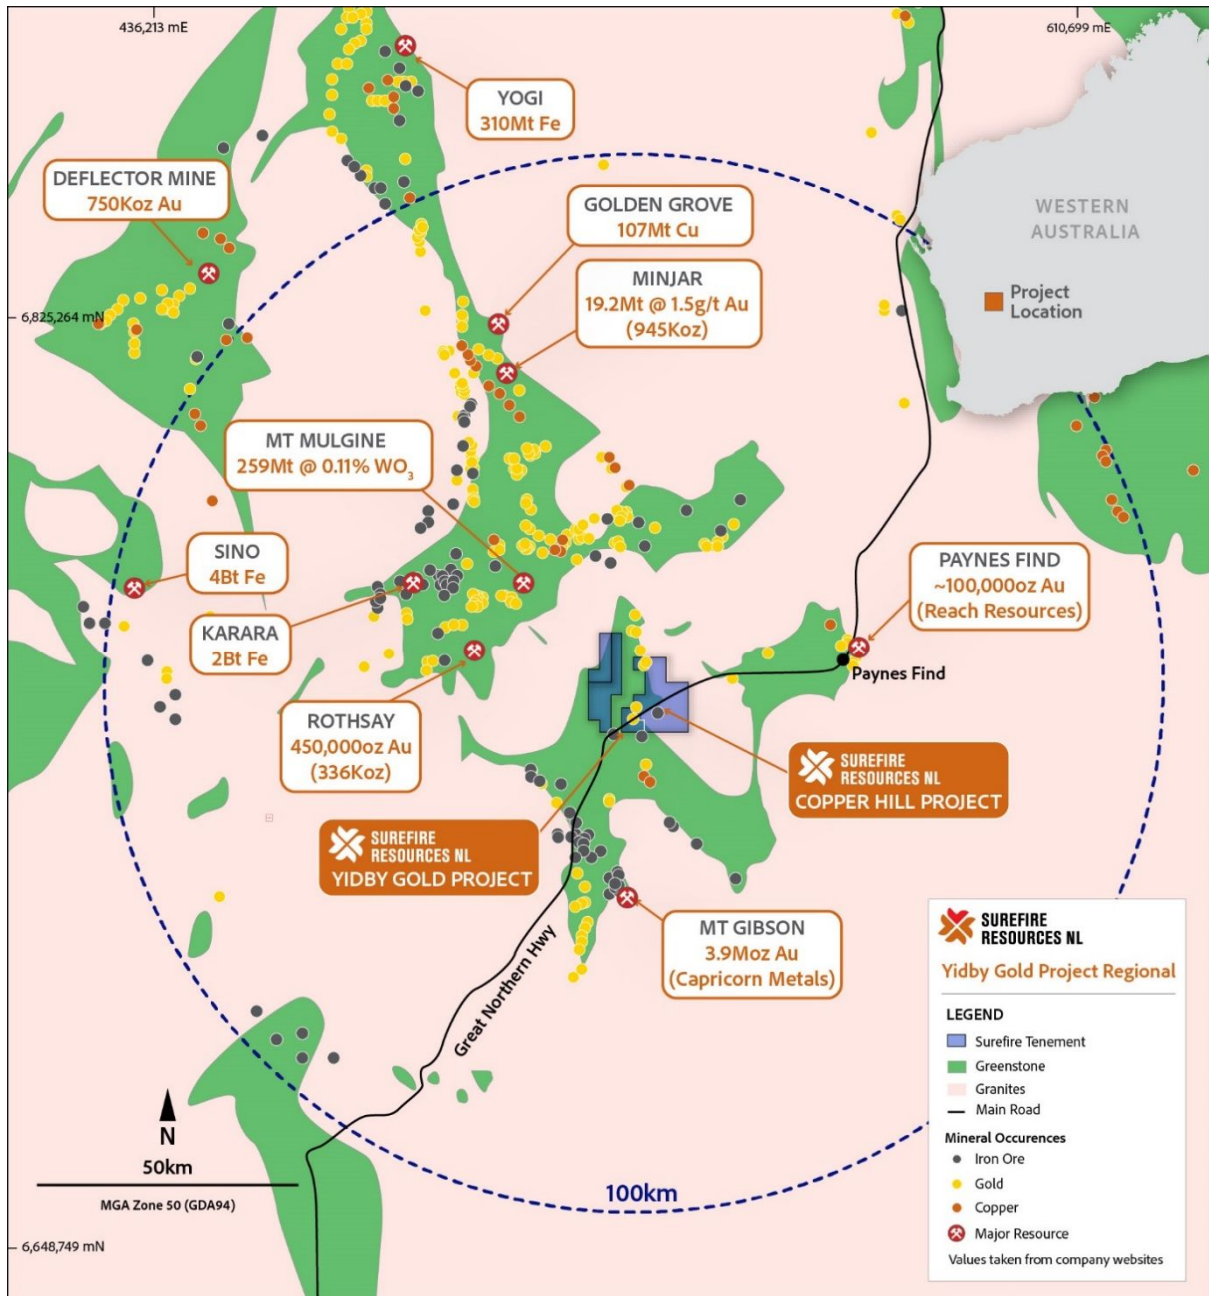 436,213 mE
610,699 mE
YOGI
310Mt Fe
DEFLECTOR MINE
750Koz Au
GOLDEN GROVE
107Mt Cu
WESTERN
AUSTRALIA
MINJAR
19.2Mt @ 1.5g/t Au
(945Koz)
Project
Location
6,825,264 mN
MT MULGINE
259Mt @ 0.11% WO3
SINO
4Bt Fe
PAYNES FIND
~100,000oz Au
(Reach Resources)
KARARA
2Bt Fe
Paynes Find
ROTHSAY
450,000oz Au
(336Koz)
SUREFIRE
RESOURCES NL
COPPER HILL PROJECT
SUREFIRE
RESOURCES NL
YIDBY GOLD PROJECT
MT GIBSON
3.9Moz Au
(Capricorn Metals)
Great Northern Hwy
SUREFIRE
RESOURCES NL
Yidby Gold Project Regional
LEGEND
Surefire Tenement
Greenstone
Granites
Main Road
Mineral Occurences
Iron Ore
Gold
Copper
Major Resource
Values taken from company websites
N
50km
MGA Zone 50 (GDA94)
100km
6,648,749 mN